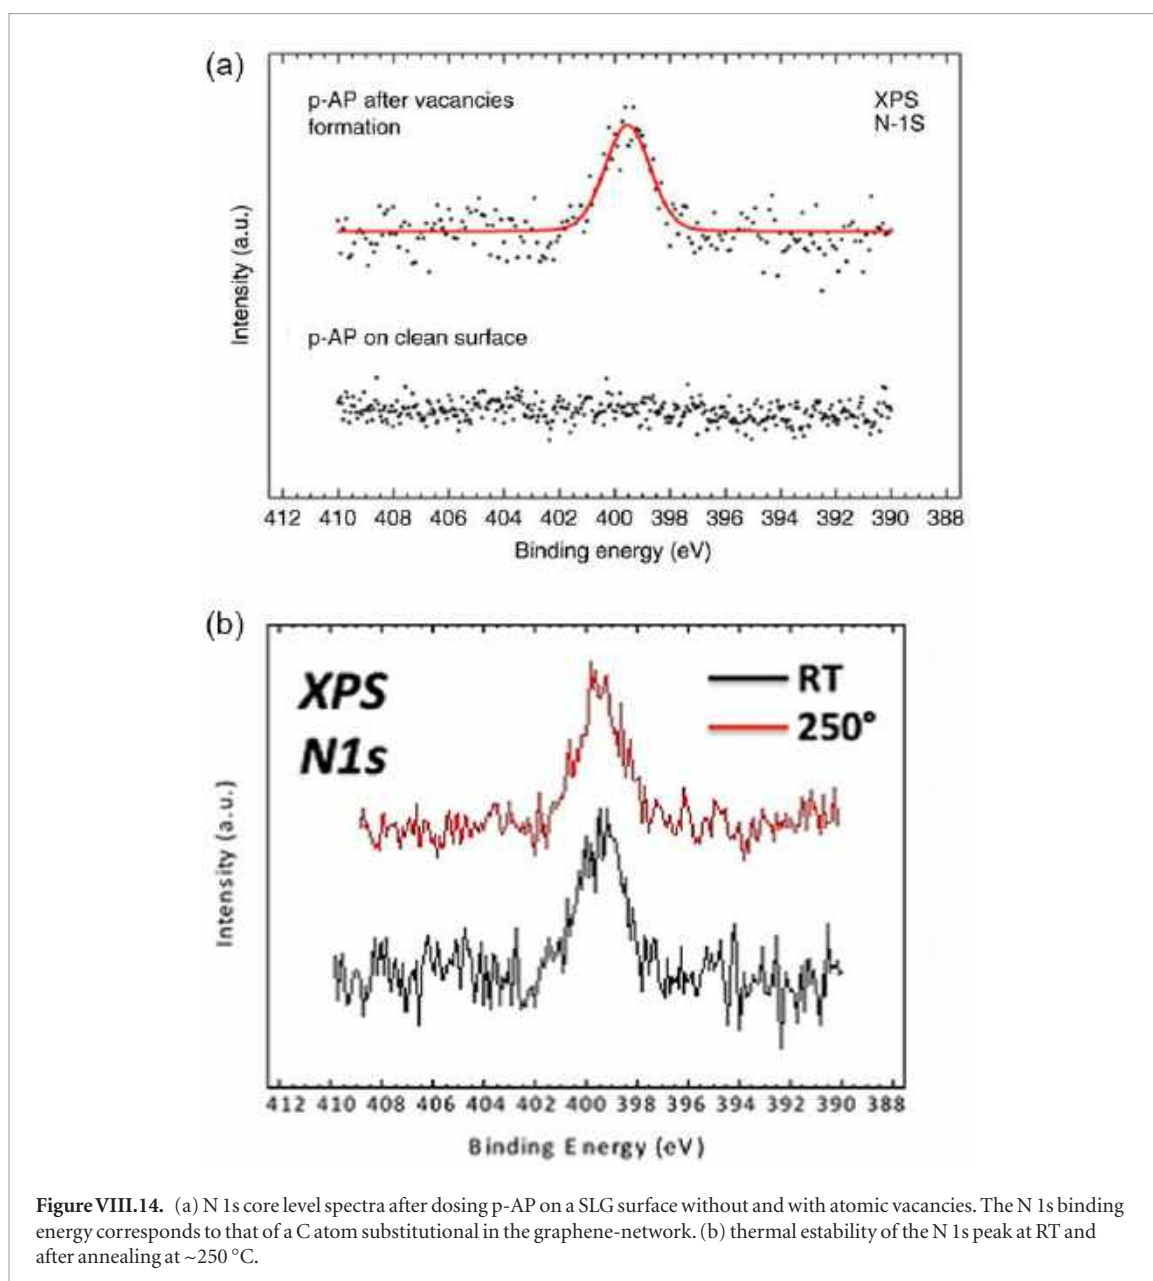 (a)
p-AP after vacancies
formation
XPS
N-1S
Intensity (a.u.)
p-AP on clean surface
412 410 408 406 404 402 400 398 396 394 392 390 388
Binding energy (eV)
(b)
XPS
N1s
RT
250°
Intensity (a.u.)
412 410 408 406 404 402 400 398 396 394 392 390 388
Binding Energy (eV)
Figure VIII.14. (a) N 1s core level spectra after dosing p-AP on a SLG surface without and with atomic vacancies. The N 1s binding
energy corresponds to that of a C atom substitutional in the graphene-network. (b) thermal estability of the N 1s peak at RT and
after annealing at ~250 °C.